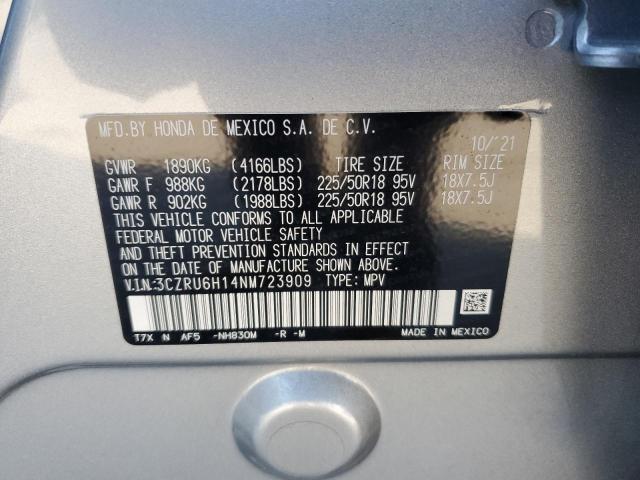 MFD.BY HONDA DE MEXICO S.A. DE C.V.
10/'21
GVWR 1890KG (4166LBS) TIRE SIZE RIM SIZE
GAWR F 988KG (2178LBS) 225/50R18 95V 18X7.5J
GAWR R 902KG (1988LBS) 225/50R18 95V 18X7.5J
THIS VEHICLE CONFORMS TO ALL APPLICABLE
FEDERAL MOTOR VEHICLE SAFETY
AND THEFT PREVENTION STANDARDS IN EFFECT
ON THE DATE OF MANUFACTURE SHOWN ABOVE.
V.I.N:3CZRU6H14NM723909 TYPE: MPV
T7X N AF5 -NH830M -R -M MADE IN MEXICO